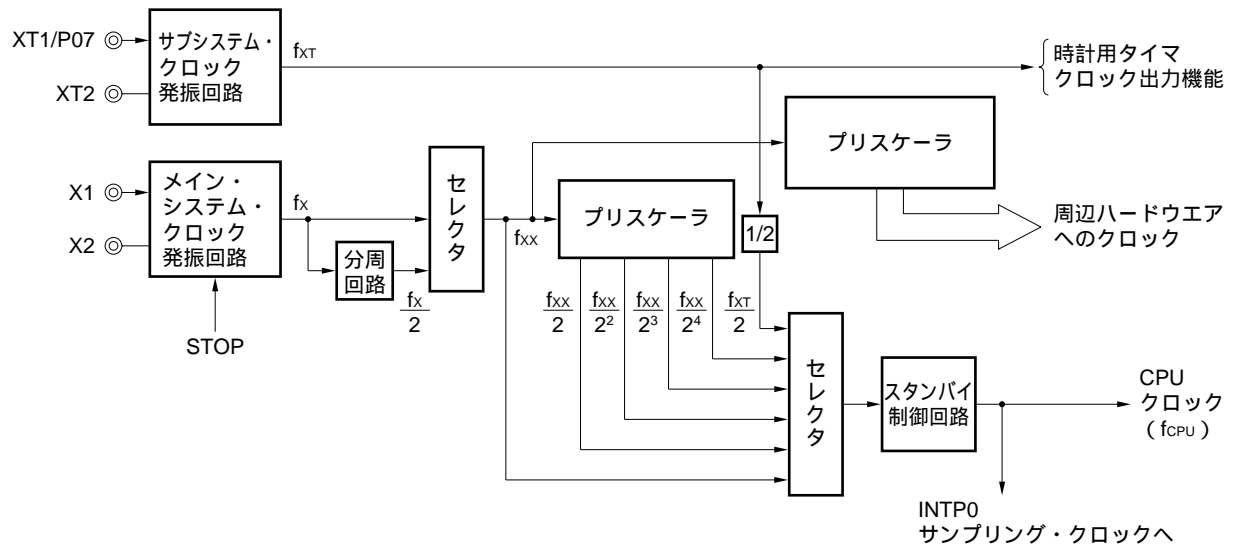 XT1/P07
XT2
サブシステム・
クロック
発振回路
fXT
時計用タイマ
クロック出力機能
プリスケーラ
X1
X2
メイン・
システム・
クロック
発振回路
fX
セレクタ
プリスケーラ
fXX
1/2
周辺ハードウエア
へのクロック
分周
回路
fX/2
fXX/2
fXX/2²
fXX/2³
fXX/2⁴
fXT/2
STOP
セレクタ
スタンバイ
制御回路
CPU
クロック
(fCPU)
INTP0
サンプリング・クロックへ